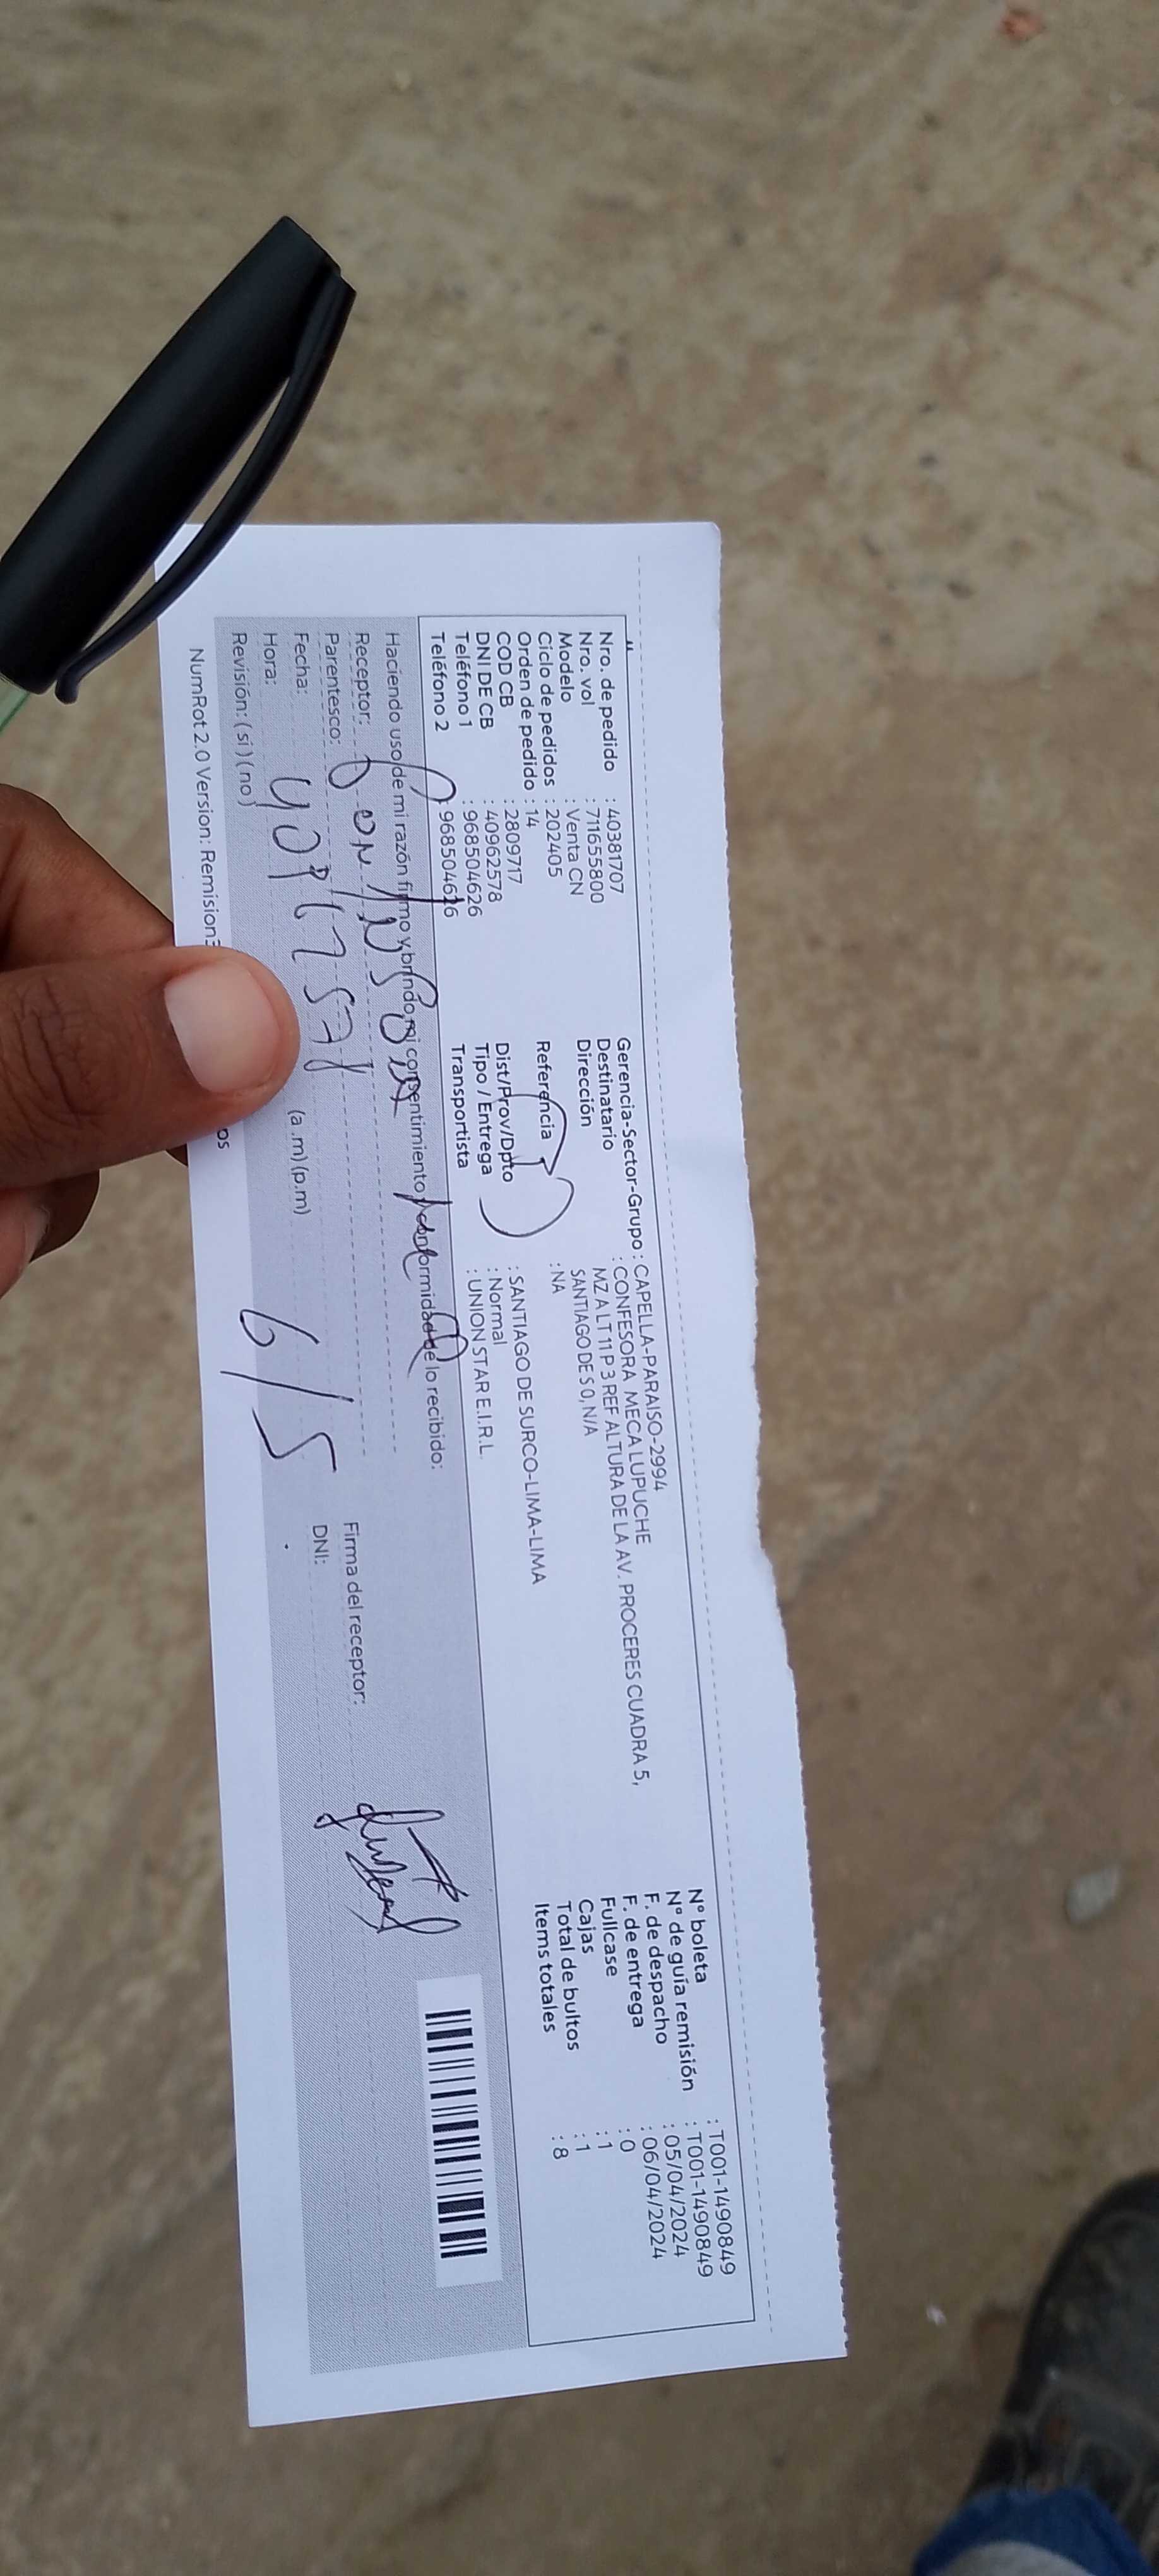 Nro. de pedido : 40381707
Nro. vol : 711655800
Modelo : Venta CN
Ciclo de pedidos : 202405
Orden de pedido : 14
COD CB : 2809717
DNI DE CB : 40962578
Teléfono 1 : 968504626
Teléfono 2 : 968504626
Gerencia-Sector-Grupo : CAPELLA-PARAISO-2994
Destinatario : CONFESORA MECA LUPUCHE
Dirección MZ A LT 11 P 3 REF ALTURA DE LA AV. PROCERES CUADRA 5,
SANTIAGO DE S 0, N/A
Referencia : NA
Dist/Prov/Dpto : SANTIAGO DE SURCO-LIMA-LIMA
Tipo / Entrega : Normal
Transportista : UNION STAR E.I.R.L.
N° boleta : T001-1490849
N° de guía remisión : T001-1490849
F. de despacho : 05/04/2024
F. de entrega : 06/04/2024
Fullcase : 0
Cajas : 1
Total de bultos : 1
Items totales : 8
Haciendo uso de mi razón firmo y brindo mi consentimiento y conformidad de lo recibido:
Receptor:
Parentesco:
Fecha: 40962578
Hora: (a.m) (p.m)
Revisión: (si) (no)
6/5
Firma del receptor:
DNI:
NumRot 2.0 Version: Remision
os